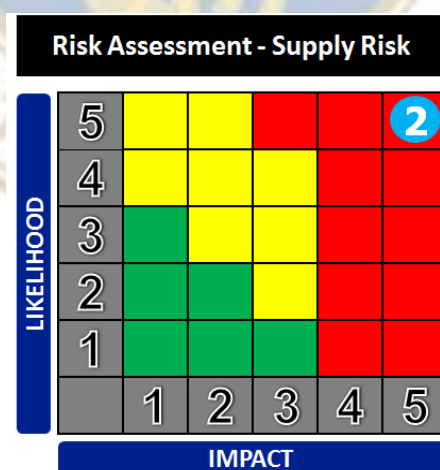 Risk Assessment - Supply Risk
LIKELIHOOD
5 2
4
3
2
1
1 2 3 4 5
IMPACT